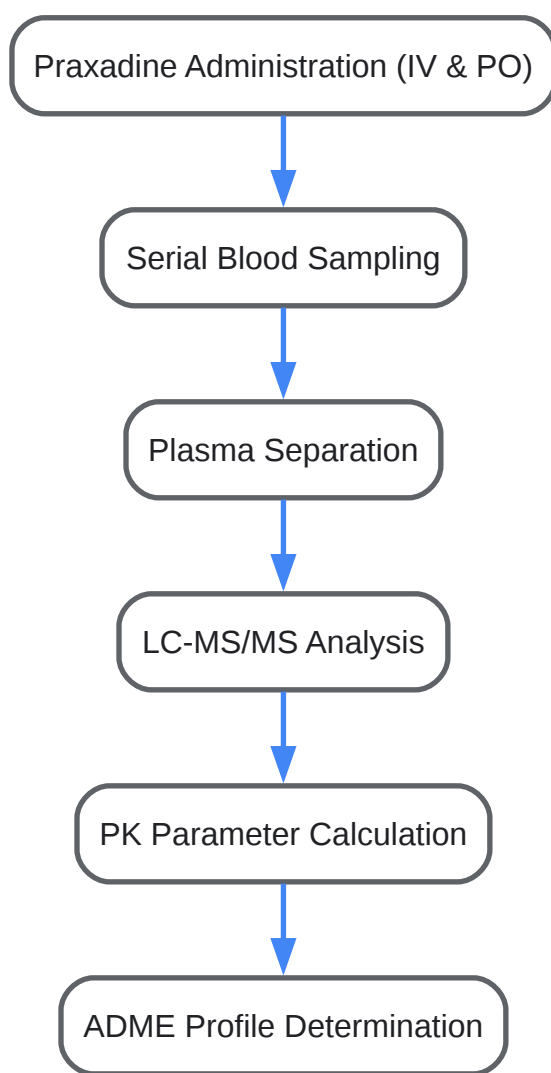 Praxadine Administration (IV & PO)
Serial Blood Sampling
Plasma Separation
LC-MS/MS Analysis
PK Parameter Calculation
ADME Profile Determination